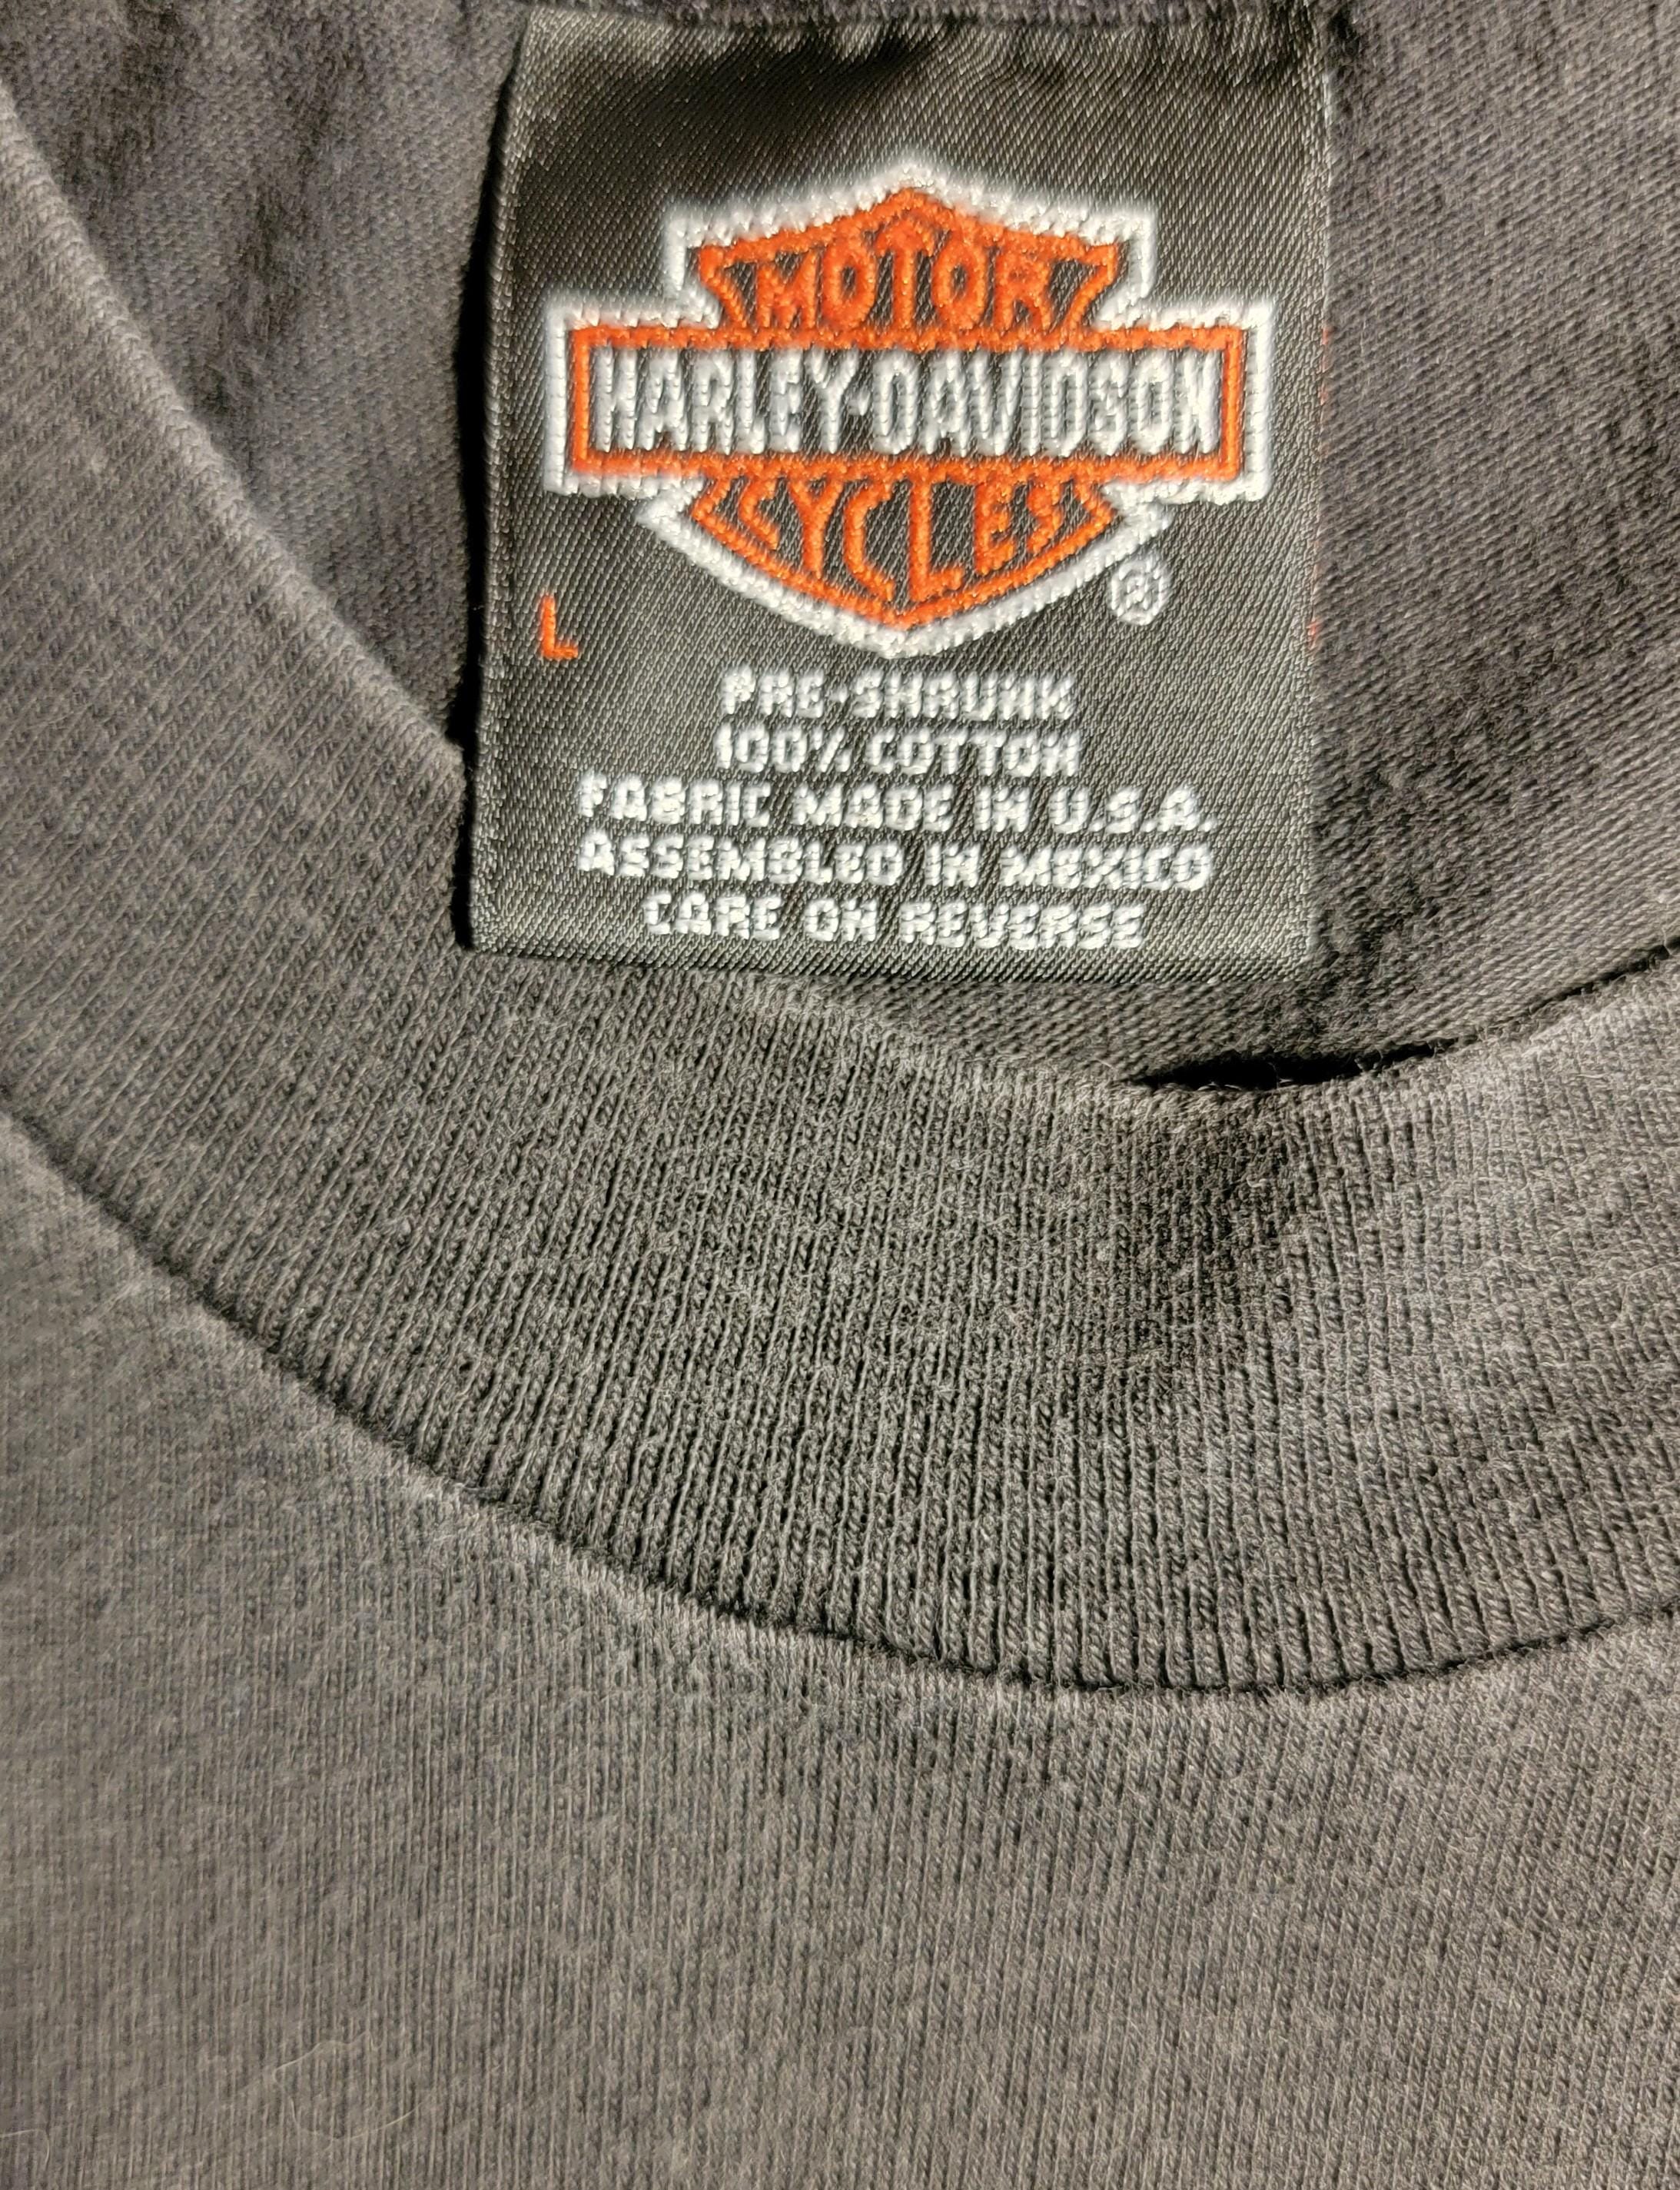 MOTOR
HARLEY-DAVIDSON
CYCLES
®
L
PRE-SHRUNK
100% COTTON
FABRIC MADE IN U.S.A.
ASSEMBLED IN MEXICO
CARE ON REVERSE